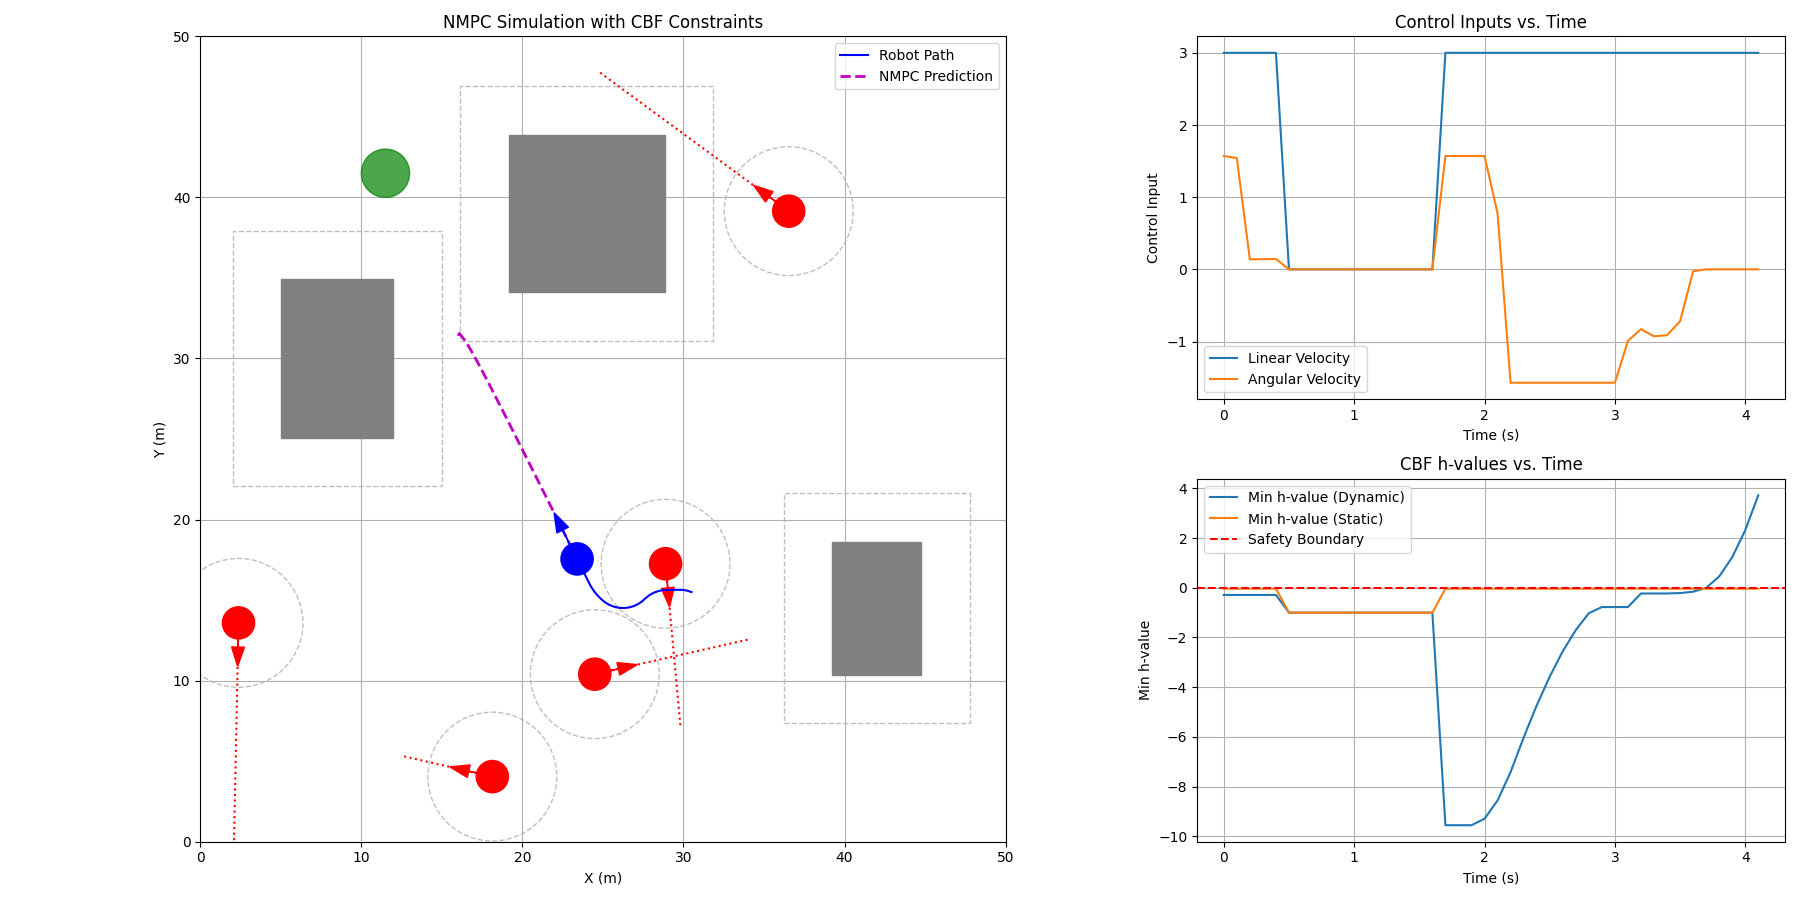 NMPC Simulation with CBF Constraints
50
40
30
20
10
0
Y (m)
0 10 20 30 40 50
X (m)
Robot Path
NMPC Prediction
Control Inputs vs. Time
3
2
1
0
−1
Control Input
Linear Velocity
Angular Velocity
0 1 2 3 4
Time (s)
CBF h-values vs. Time
4
2
0
−2
−4
−6
−8
−10
Min h-value
Min h-value (Dynamic)
Min h-value (Static)
Safety Boundary
0 1 2 3 4
Time (s)